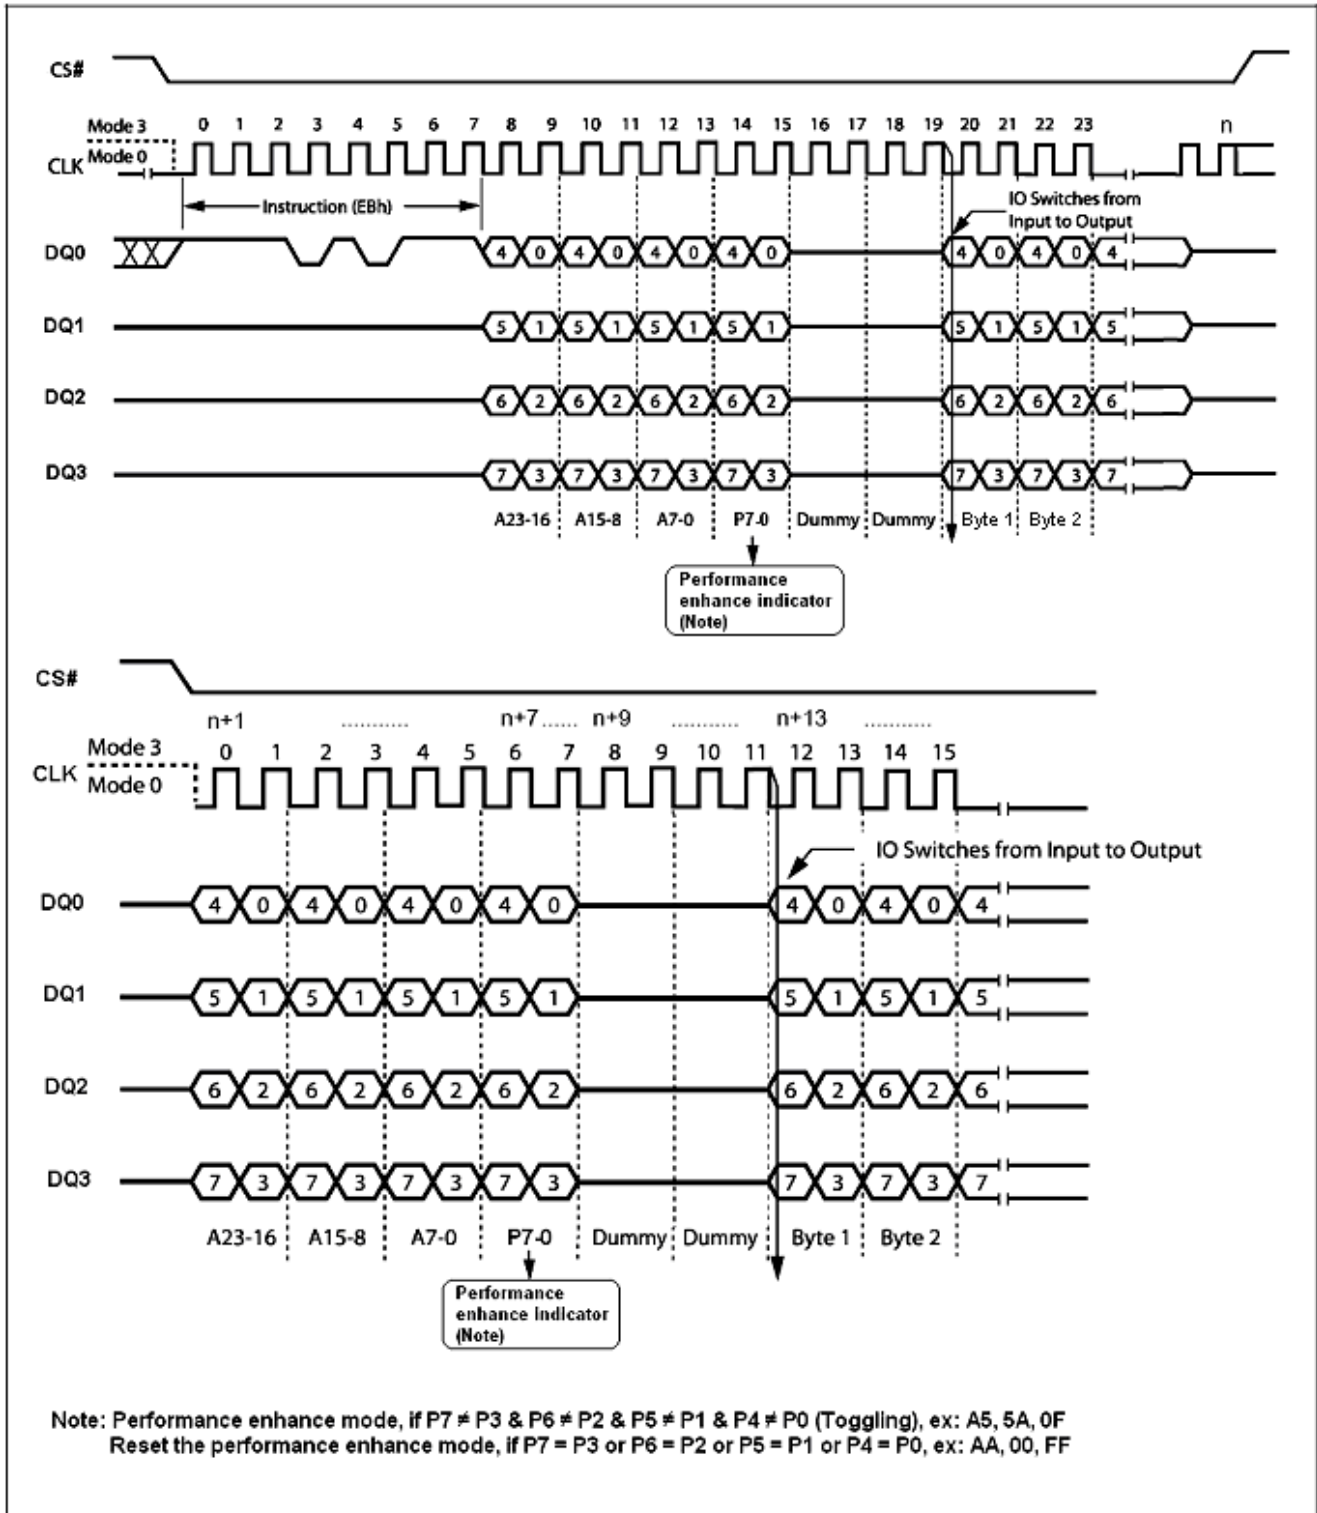 CS#
Mode 3 0 1 2 3 4 5 6 7 8 9 10 11 12 13 14 15 16 17 18 19 20 21 22 23 n
CLK Mode 0
Instruction (EBh)
IO Switches from
Input to Output
DQ0 4 0 4 0 4 0 4 0 4 0 4 0 4
DQ1 5 1 5 1 5 1 5 1 5 1 5 1 5
DQ2 6 2 6 2 6 2 6 2 6 2 6 2 6
DQ3 7 3 7 3 7 3 7 3 7 3 7 3 7
A23-16 A15-8 A7-0 P7-0 Dummy Dummy Byte 1 Byte 2
Performance
enhance indicator
(Note)
CS#
n+1 ........... n+7 ...... n+9 ........... n+13 ...........
Mode 3 0 1 2 3 4 5 6 7 8 9 10 11 12 13 14 15
CLK Mode 0
IO Switches from Input to Output
DQ0 4 0 4 0 4 0 4 0 4 0 4 0 4
DQ1 5 1 5 1 5 1 5 1 5 1 5 1 5
DQ2 6 2 6 2 6 2 6 2 6 2 6 2 6
DQ3 7 3 7 3 7 3 7 3 7 3 7 3 7
A23-16 A15-8 A7-0 P7-0 Dummy Dummy Byte 1 Byte 2
Performance
enhance indicator
(Note)
Note: Performance enhance mode, if P7 ≠ P3 & P6 ≠ P2 & P5 ≠ P1 & P4 ≠ P0 (Toggling), ex: A5, 5A, 0F
Reset the performance enhance mode, if P7 = P3 or P6 = P2 or P5 = P1 or P4 = P0, ex: AA, 00, FF